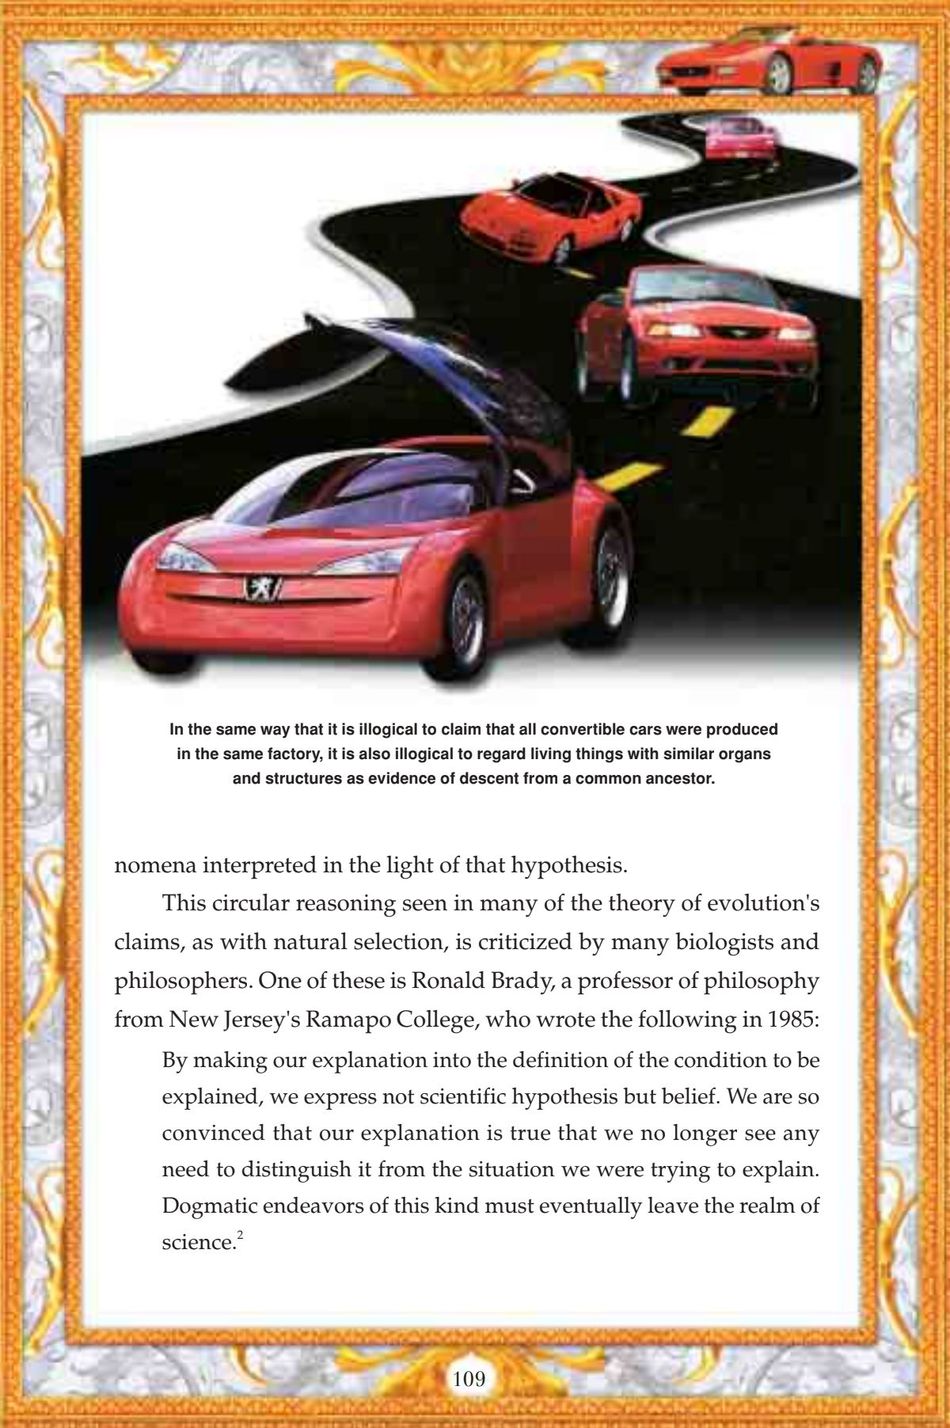 In the same way that it is illogical to claim that all convertible cars were produced
in the same factory, it is also illogical to regard living things with similar organs
and structures as evidence of descent from a common ancestor.
nomena interpreted in the light of that hypothesis.
This circular reasoning seen in many of the theory of evolution's
claims, as with natural selection, is criticized by many biologists and
philosophers. One of these is Ronald Brady, a professor of philosophy
from New Jersey's Ramapo College, who wrote the following in 1985:
By making our explanation into the definition of the condition to be
explained, we express not scientific hypothesis but belief. We are so
convinced that our explanation is true that we no longer see any
need to distinguish it from the situation we were trying to explain.
Dogmatic endeavors of this kind must eventually leave the realm of
science.2
109